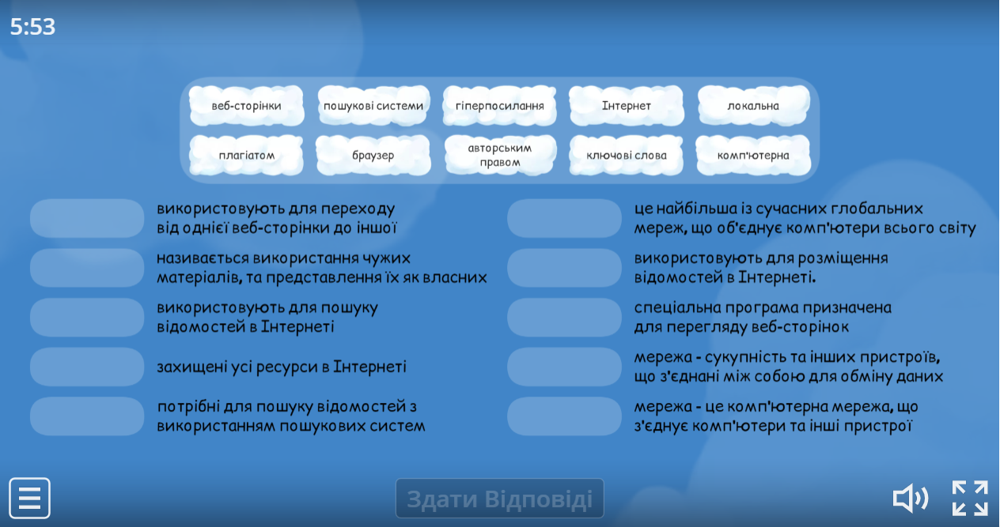 5:53
веб-сторінки
пошукові системи
гіперпосилання
Інтернет
локальна
плагіатом
браузер
авторським
правом
ключові слова
комп'ютерна
використовують для переходу
від однієї веб-сторінки до іншої
називається використання чужих
матеріалів, та представлення їх як власних
використовують для пошуку
відомостей в Інтернеті
захищені усі ресурси в Інтернеті
потрібні для пошуку відомостей з
використанням пошукових систем
це найбільша із сучасних глобальних
мереж, що об'єднує комп'ютери всього світу
використовують для розміщення
відомостей в Інтернеті.
спеціальна програма призначена
для перегляду веб-сторінок
мережа - сукупність та інших пристроїв,
що з'єднані між собою для обміну даних
мережа - це комп'ютерна мережа, що
з'єднує комп'ютери та інші пристрої
Здати Відповіді